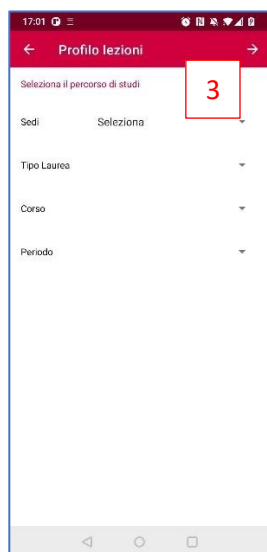 17:01
Profilo lezioni
Seleziona il percorso di studi
3
Sedi Seleziona
Tipo Laurea
Corso
Periodo